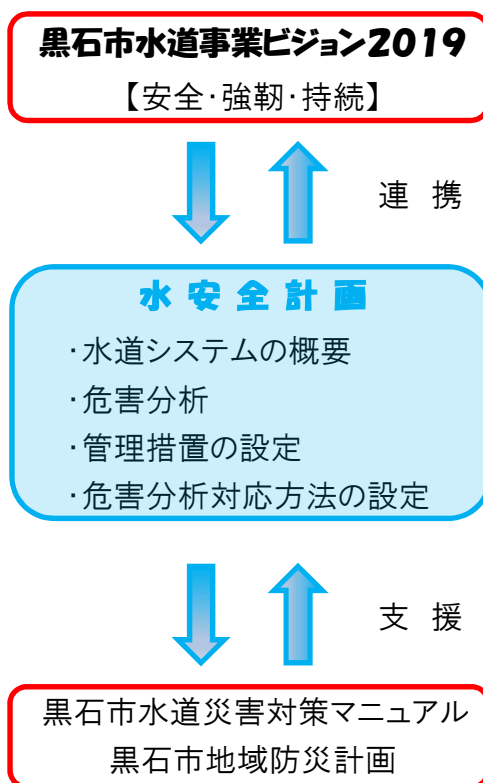 黒石市水道事業ビジョン2019
【安全･強靭･持続】
連 携
水 安 全 計 画
･水道システムの概要
･危害分析
･管理措置の設定
･危害分析対応方法の設定
支 援
黒石市水道災害対策マニュアル
黒石市地域防災計画